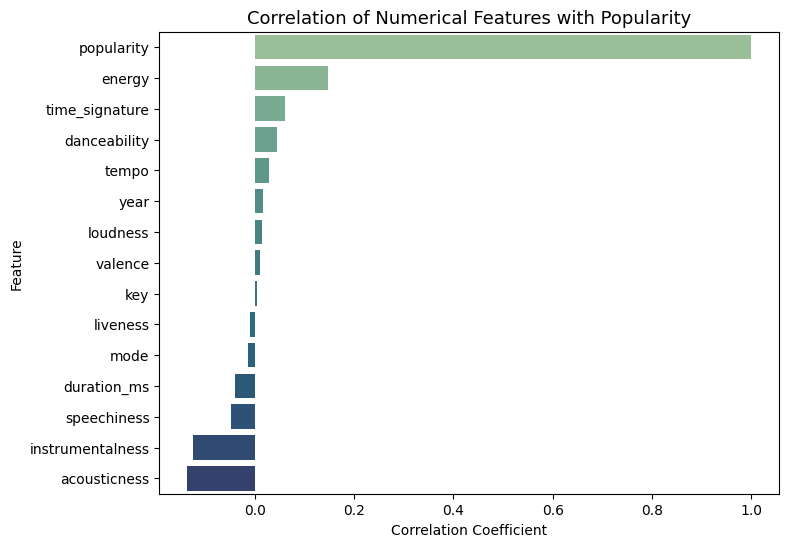 Correlation of Numerical Features with Popularity
Feature
popularity
energy
time_signature
danceability
tempo
year
loudness
valence
key
liveness
mode
duration_ms
speechiness
instrumentalness
acousticness
0.0 0.2 0.4 0.6 0.8 1.0
Correlation Coefficient